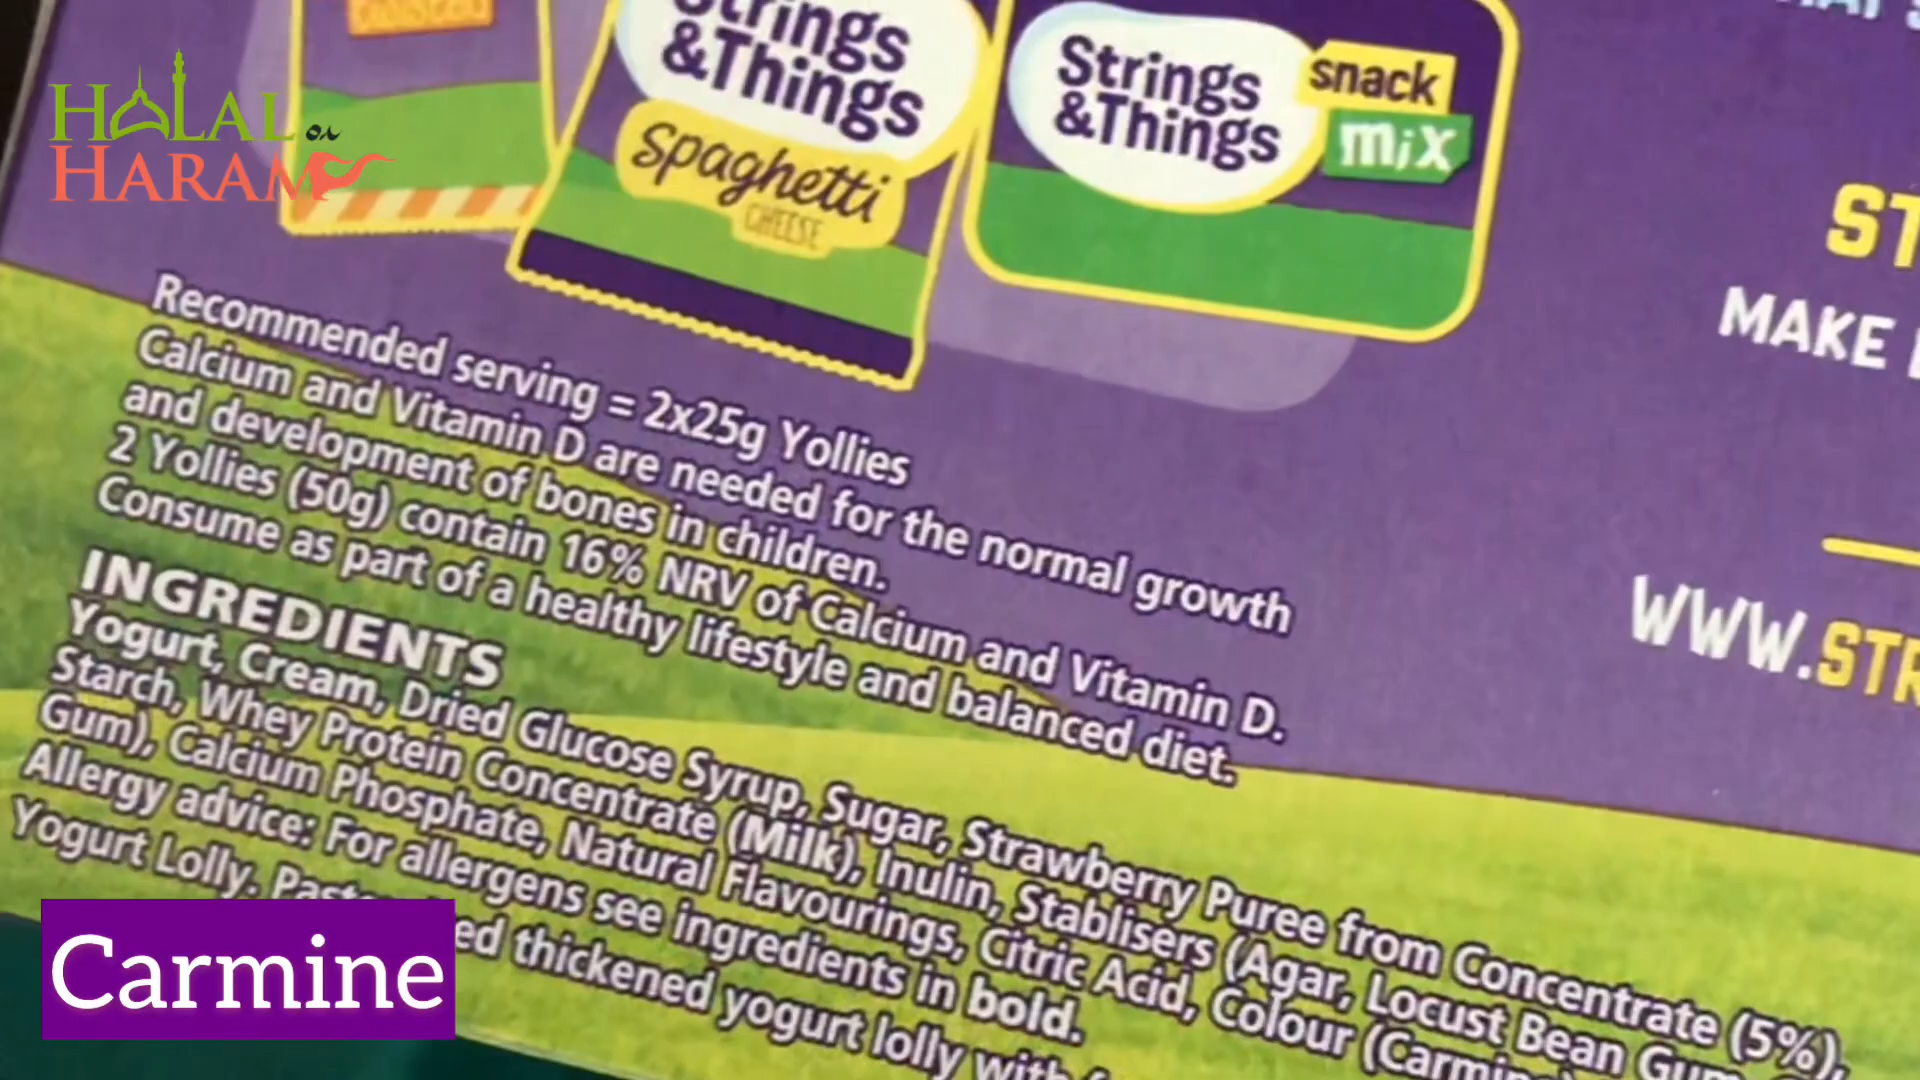 HALAL OR
HARAM
Strings
&Things
Spaghetti
CHEESE
Strings
&Things
snack
mix
ST
MAKE
WWW.STR
Recommended serving = 2x25g Yollies
Calcium and Vitamin D are needed for the normal growth
and development of bones in children.
2 Yollies (50g) contain 16% NRV of Calcium and Vitamin D.
Consume as part of a healthy lifestyle and balanced diet.
INGREDIENTS
Yogurt, Cream, Dried Glucose Syrup, Sugar, Strawberry Puree from Concentrate (5%),
Starch, Whey Protein Concentrate (Milk), Inulin, Stablisers (Agar, Locust Bean Gum
Gum), Calcium Phosphate, Natural Flavourings, Citric Acid, Colour (Carmine)
Allergy advice: For allergens see ingredients in bold.
Yogurt Lolly. thickened yogurt lolly with
Carmine